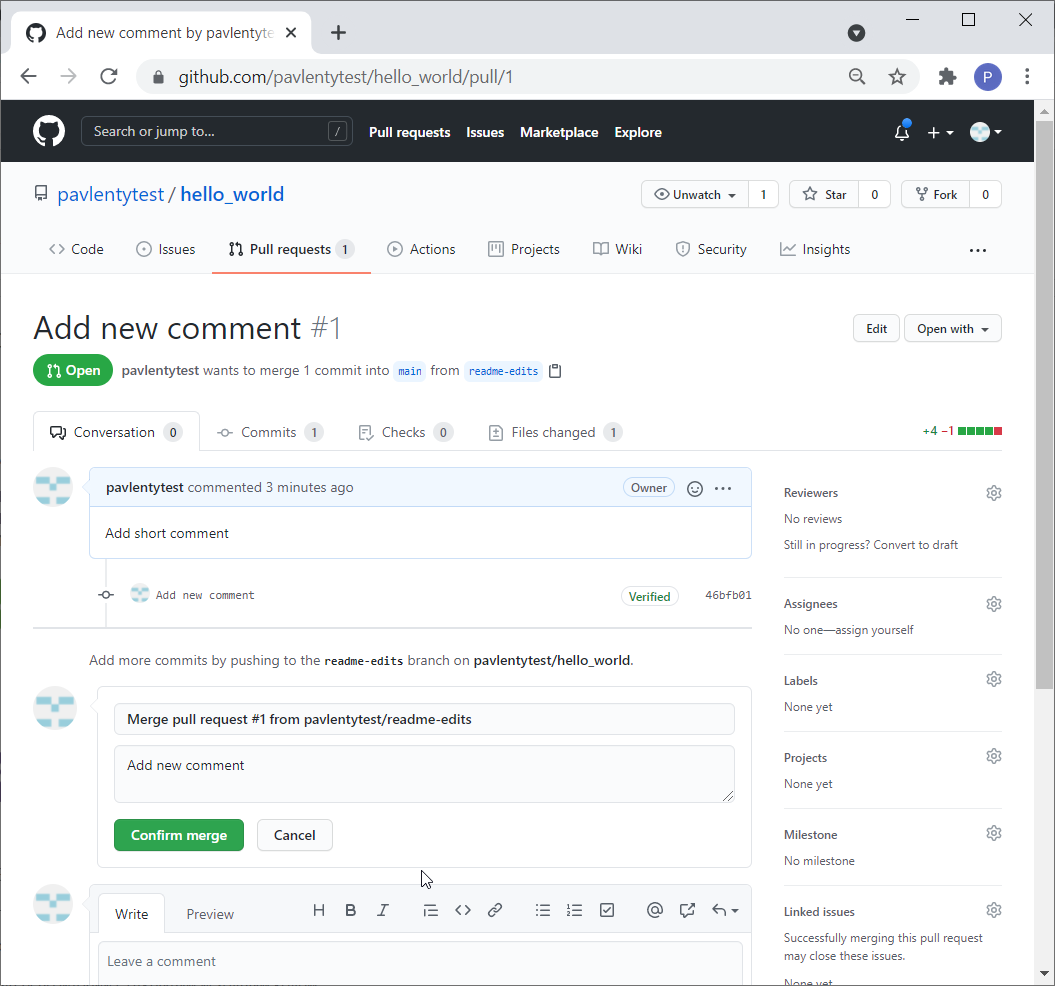 Add new comment by pavlentyte
github.com/pavlentytest/hello_world/pull/1
P
Search or jump to... / Pull requests Issues Marketplace Explore
pavlentytest / hello_world Unwatch 1 Star 0 Fork 0
Code Issues Pull requests 1 Actions Projects Wiki Security Insights
Add new comment #1 Edit Open with
Open pavlentytest wants to merge 1 commit into main from readme-edits
Conversation 0 Commits 1 Checks 0 Files changed 1 +4 −1
pavlentytest commented 3 minutes ago Owner
Add short comment
Add new comment Verified 46bfb01
Add more commits by pushing to the readme-edits branch on pavlentytest/hello_world.
Merge pull request #1 from pavlentytest/readme-edits
Add new comment
Confirm merge Cancel
Write Preview H B I
Leave a comment
Reviewers
No reviews
Still in progress? Convert to draft
Assignees
No one—assign yourself
Labels
None yet
Projects
None yet
Milestone
No milestone
Linked issues
Successfully merging this pull request
may close these issues.
None yet